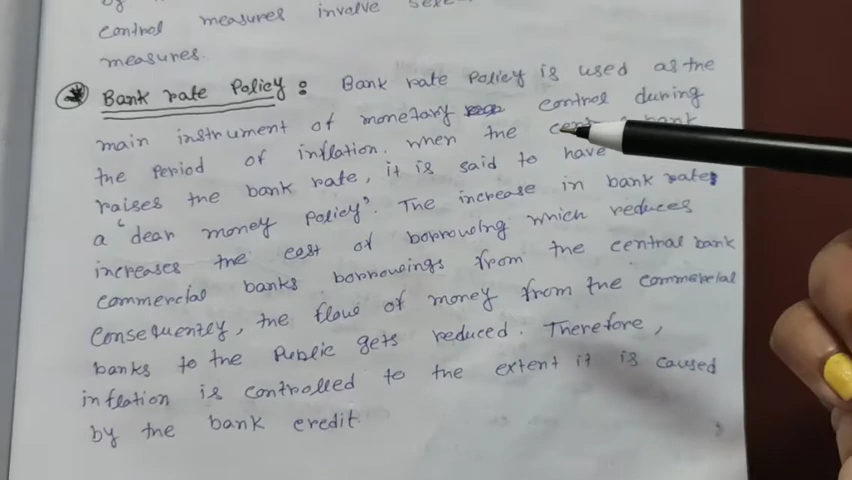 control measures involve
measures.
Bank rate Policy: Bank rate Policy is used as the
main instrument of monetary control during
the period of inflation. when the bank
raises the bank rate, it is said to have
a "dear money Policy". The increase in bank rate
increases the cost of borrowing which reduces
commercial banks borrowings from the central bank
Consequently, the flow of money from the commercial
banks to the Public gets reduced. Therefore,
inflation is controlled to the extent it is caused
by the bank credit.